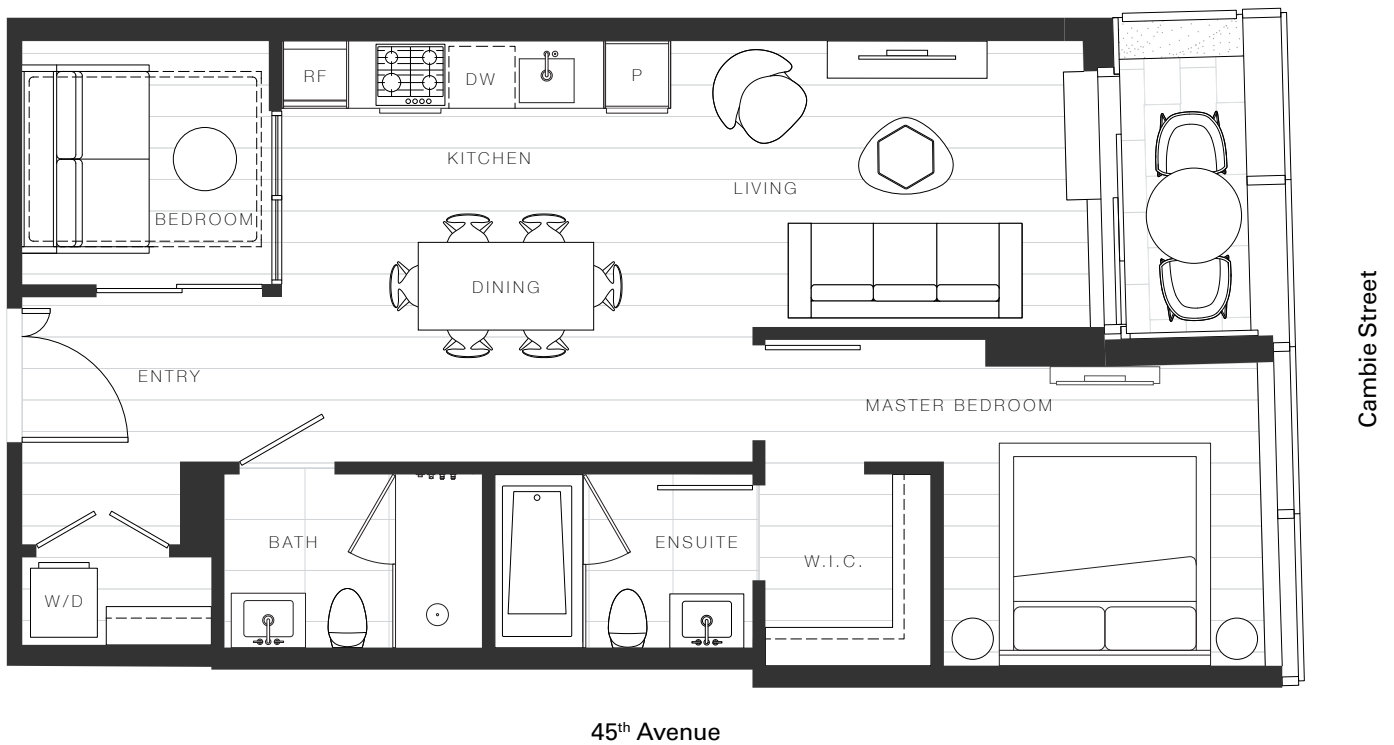 RF
DW
P
KITCHEN
LIVING
BEDROOM
DINING
ENTRY
MASTER BEDROOM
BATH
ENSUITE
W.I.C.
W/D
Cambie Street
45th Avenue